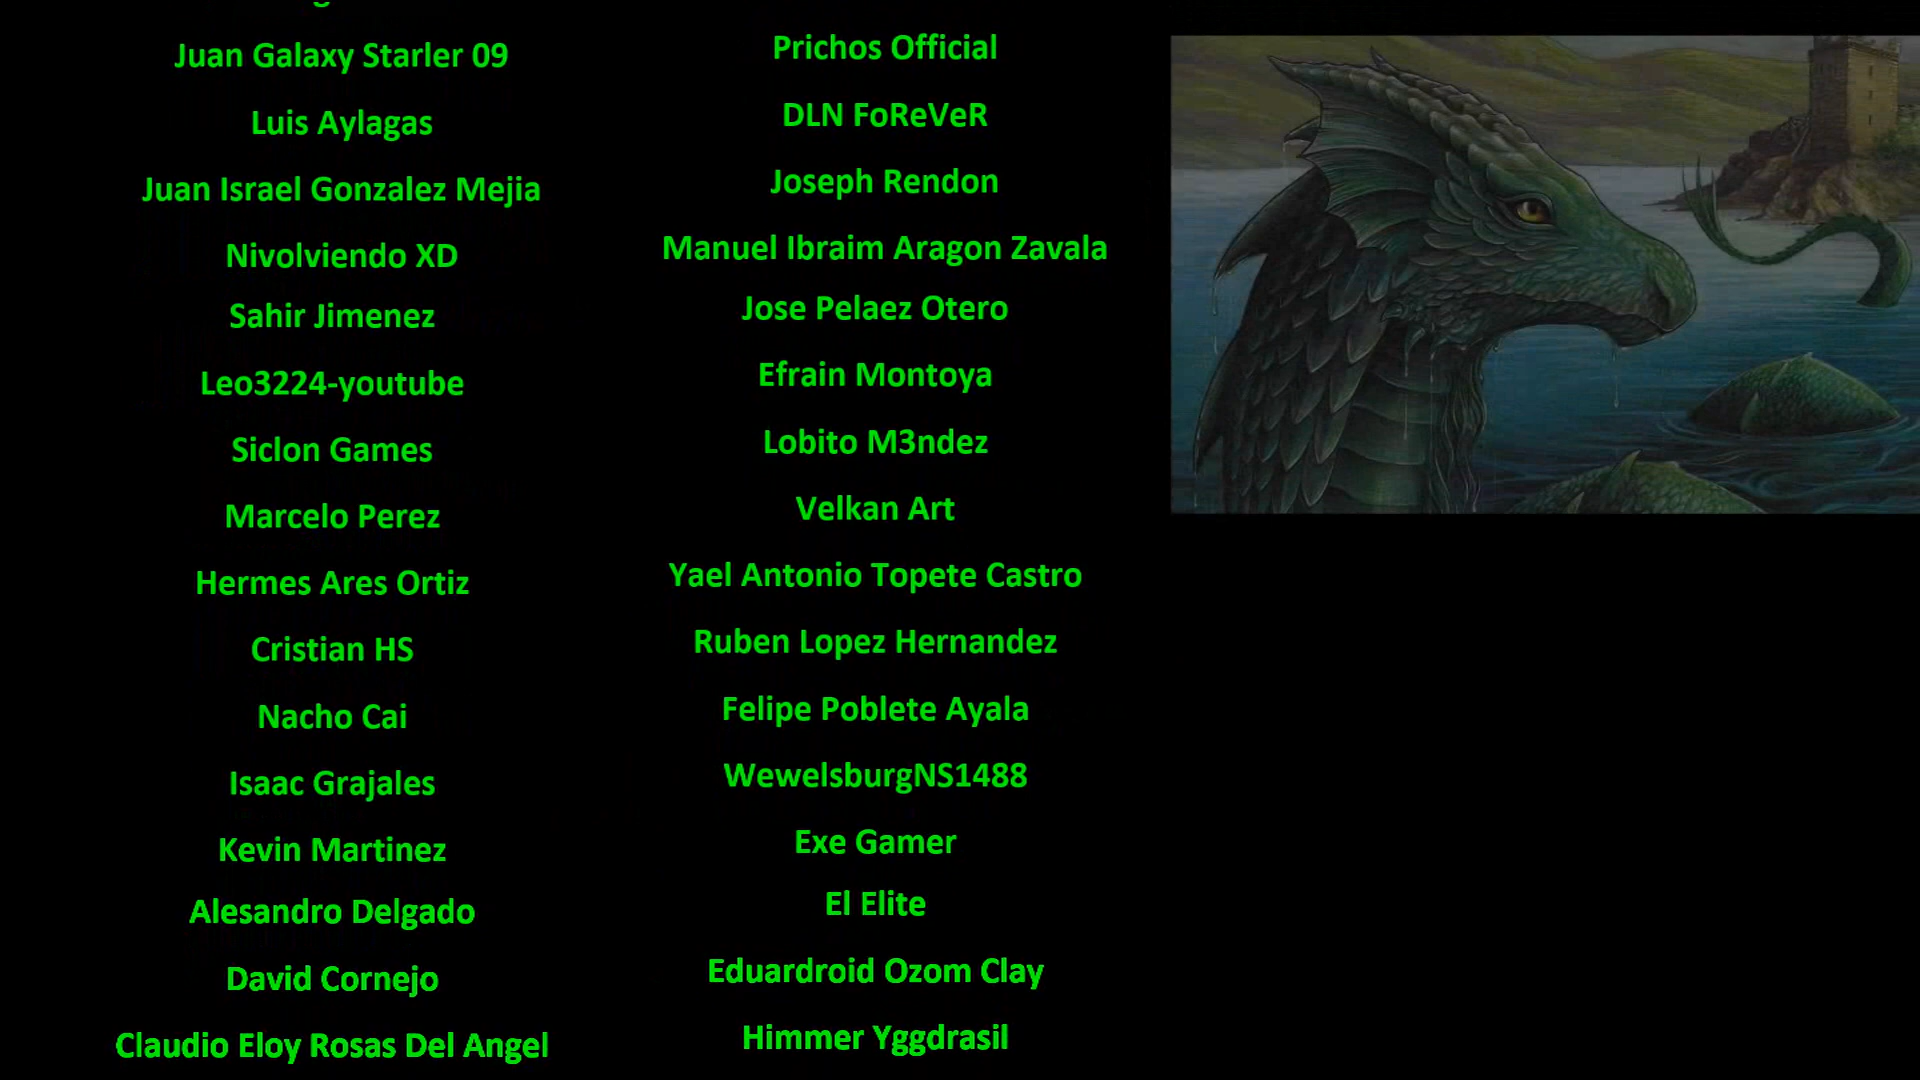 Juan Galaxy Starler 09
Luis Aylagas
Juan Israel Gonzalez Mejia
Nivolviendo XD
Sahir Jimenez
Leo3224-youtube
Siclon Games
Marcelo Perez
Hermes Ares Ortiz
Cristian HS
Nacho Cai
Isaac Grajales
Kevin Martinez
Alesandro Delgado
David Cornejo
Claudio Eloy Rosas Del Angel
Prichos Official
DLN FoReVeR
Joseph Rendon
Manuel Ibraim Aragon Zavala
Jose Pelaez Otero
Efrain Montoya
Lobito M3ndez
Velkan Art
Yael Antonio Topete Castro
Ruben Lopez Hernandez
Felipe Poblete Ayala
WewelsburgNS1488
Exe Gamer
El Elite
Eduardroid Ozom Clay
Himmer Yggdrasil